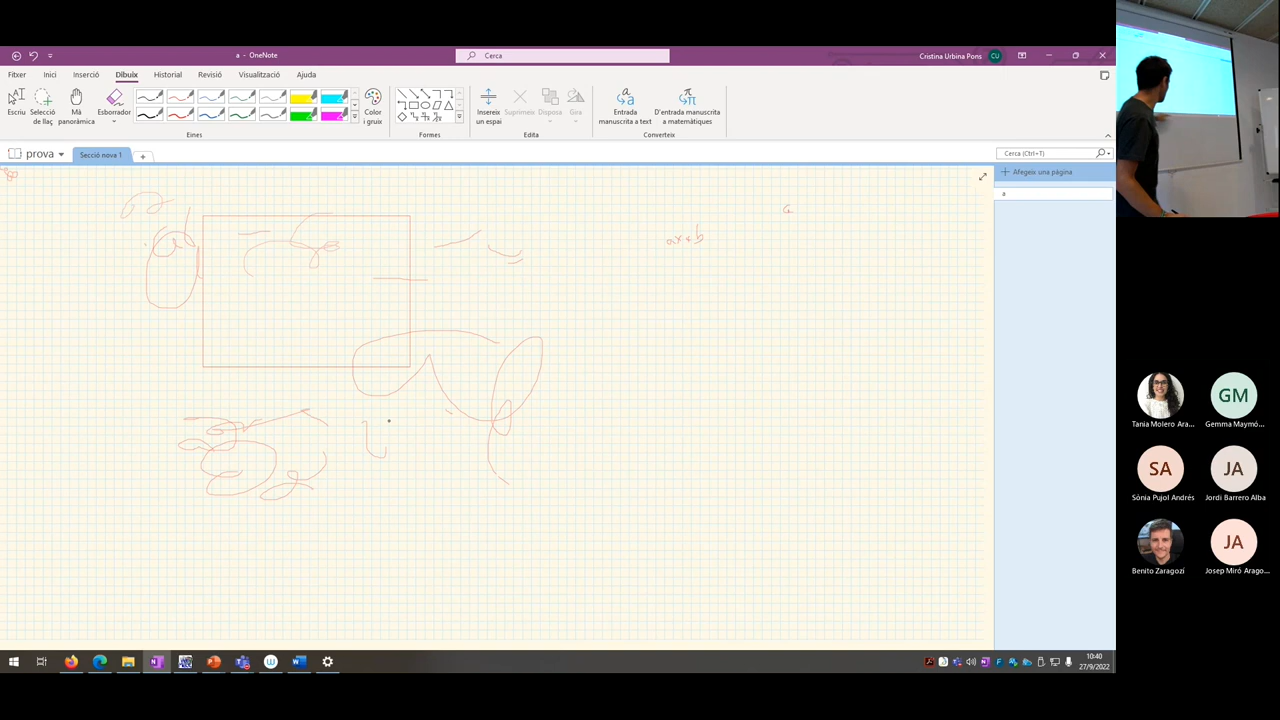 a - OneNote
Cerca
Cristina Urbina Pons
CU
Fitxer Inici Inserció Dibuix Historial Revisió Visualització Ajuda
Escriu
Selecció de llaç
Mà panoràmica
Esborrador
Color i gruix
Insereix un espai
Suprimeix
Disposa
Gira
Entrada manuscrita a text
D'entrada manuscrita a matemàtiques
Eines
Formes
Edita
Converteix
prova
Secció nova 1
Cerca (Ctrl+T)
Afegeix una pàgina
a
a
ax+b
Tania Molero Ara...
GM
Gemma Maymó...
SA
Sònia Pujol Andrés
JA
Jordi Barrero Alba
Benito Zaragozí
JA
Josep Miró Arago...
10:40
27/9/2022